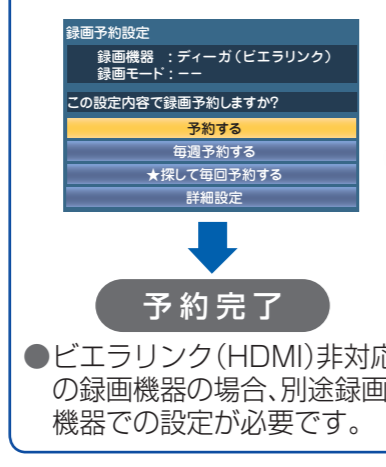 録画予約設定
録画機器 :ディーガ(ビエラリンク)
録画モード:ーー
この設定内容で録画予約しますか?
予約する
毎週予約する
★探して毎回予約する
詳細設定
予約完了
●ビエラリンク(HDMI)非対応
の録画機器の場合、別途録画
機器での設定が必要です。